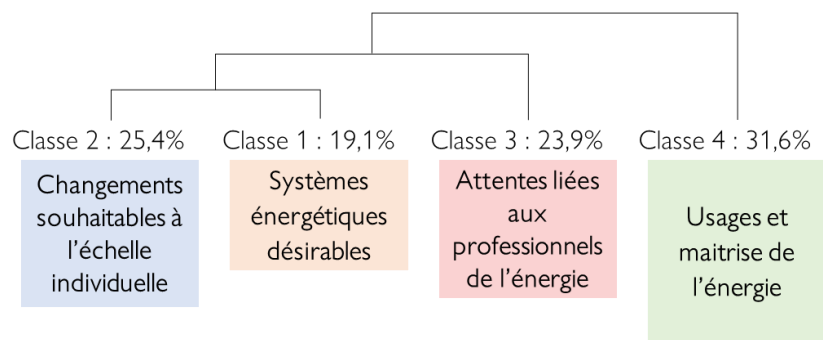 Classe 2 : 25,4%
Classe 1 : 19,1%
Classe 3 : 23,9%
Classe 4 : 31,6%
Changements
souhaitables à
l’échelle
individuelle
Systèmes
énergétiques
désirables
Attentes liées
aux
professionnels
de l’énergie
Usages et
maitrise de
l’énergie